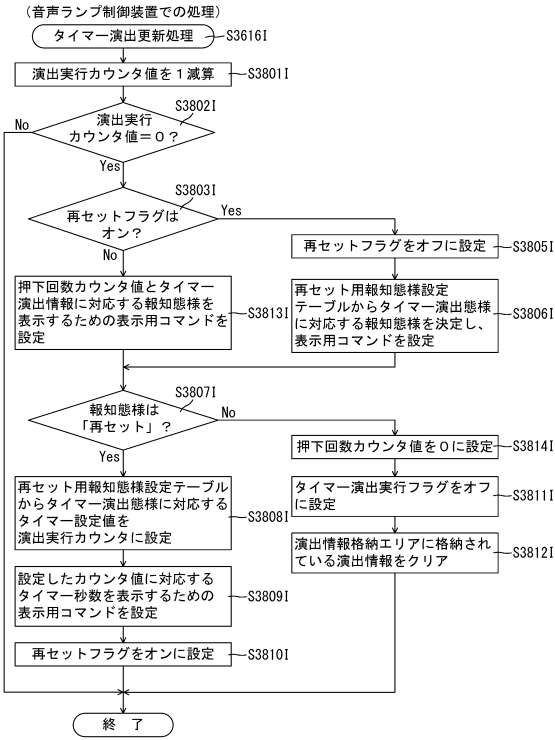 （音声ランプ制御装置での処理）
タイマー演出更新処理
S3616I
演出実行カウンタ値を１減算
S3801I
S3802I
演出実行
カウンタ値＝０？
No
Yes
S3803I
再セットフラグは
オン？
Yes
No
再セットフラグをオフに設定
S3805I
押下回数カウンタ値とタイマー
演出情報に対応する報知態様を
表示するための表示用コマンドを
設定
S3813I
再セット用報知態様設定
テーブルからタイマー演出態様
に対応する報知態様を決定し、
表示用コマンドを設定
S3806I
S3807I
報知態様は
「再セット」？
No
Yes
押下回数カウンタ値を０に設定
S3814I
再セット用報知態様設定テーブル
からタイマー演出態様に対応する
タイマー設定値を
演出実行カウンタに設定
S3808I
タイマー演出実行フラグをオフ
に設定
S3811I
演出情報格納エリアに格納され
ている演出情報をクリア
S3812I
設定したカウンタ値に対応する
タイマー秒数を表示するための
表示用コマンドを設定
S3809I
再セットフラグをオンに設定
S3810I
終　了